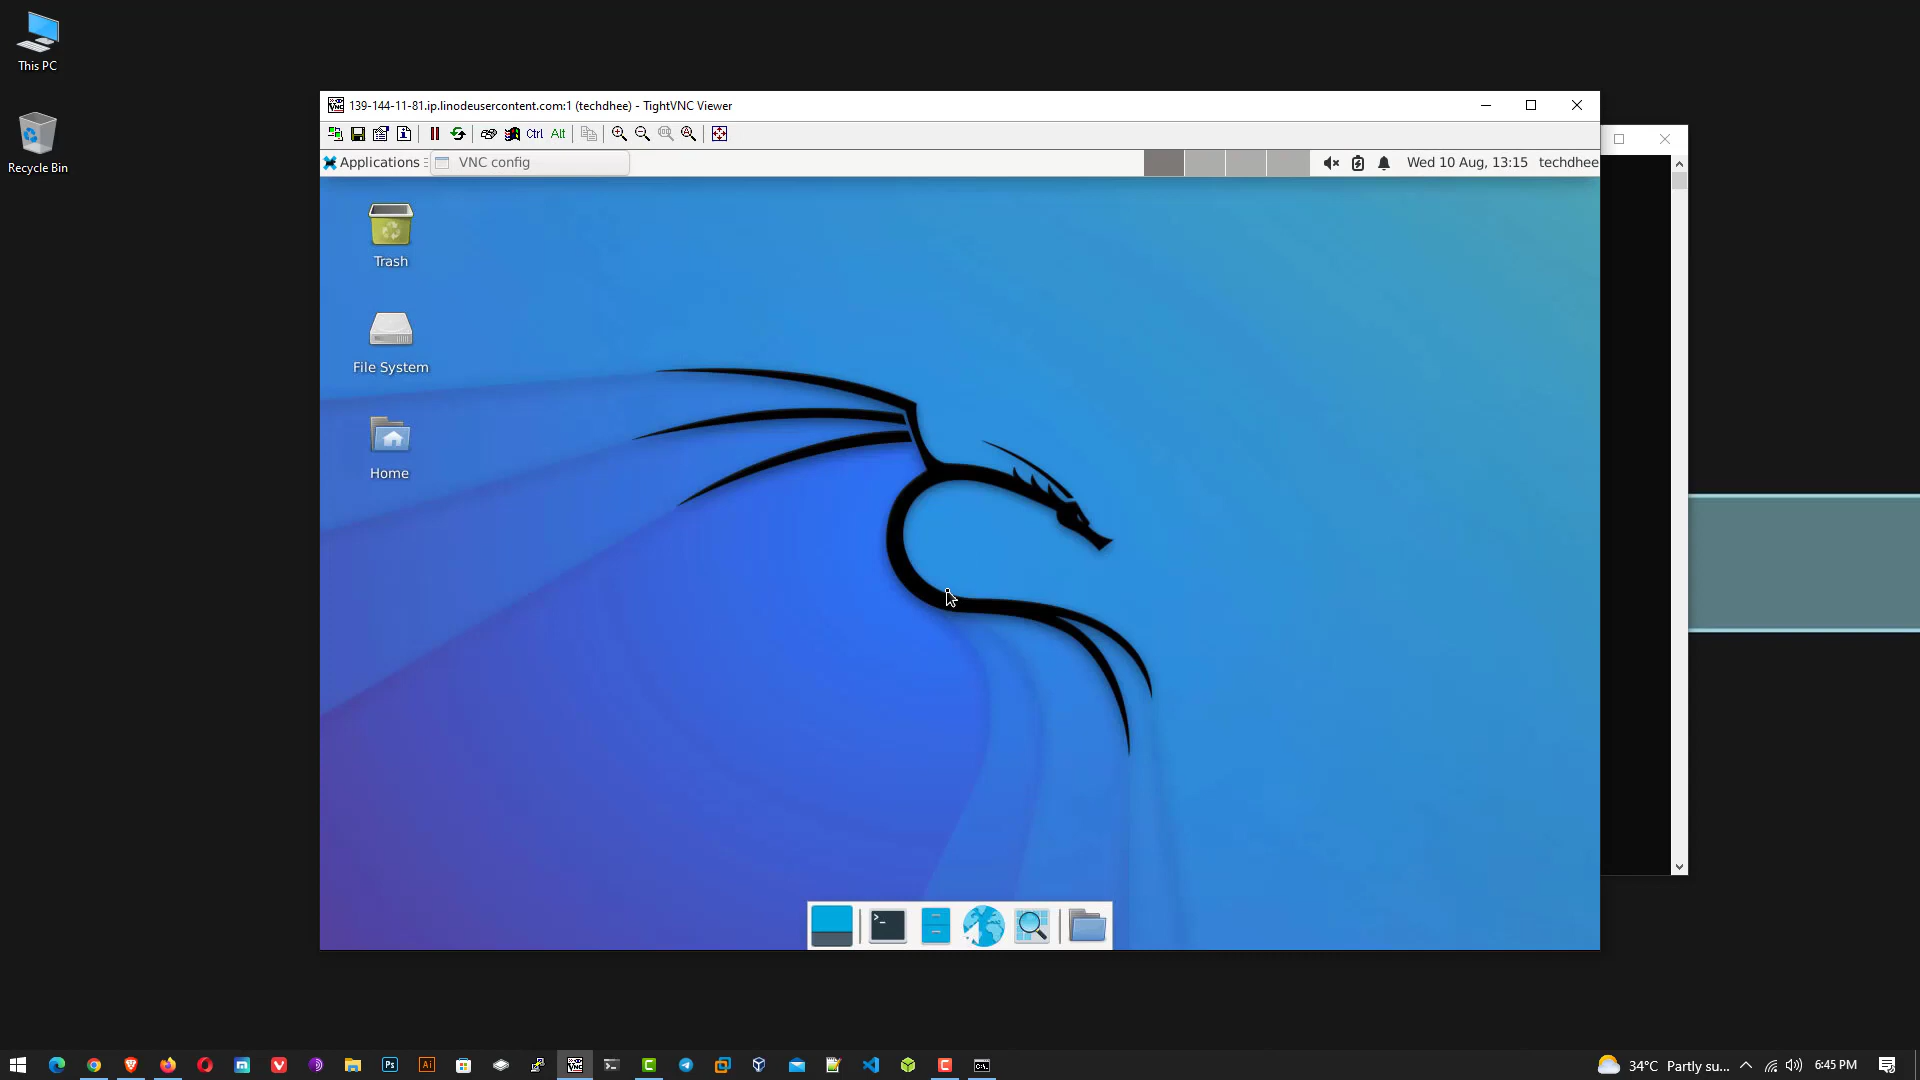 This PC
Recycle Bin
139-144-11-81.ip.linodeusercontent.com:1 (techdhee) - TightVNC Viewer
Ctrl Alt
Applications VNC config Wed 10 Aug, 13:15 techdhee
Trash
File System
Home
34°C Partly su... 6:45 PM